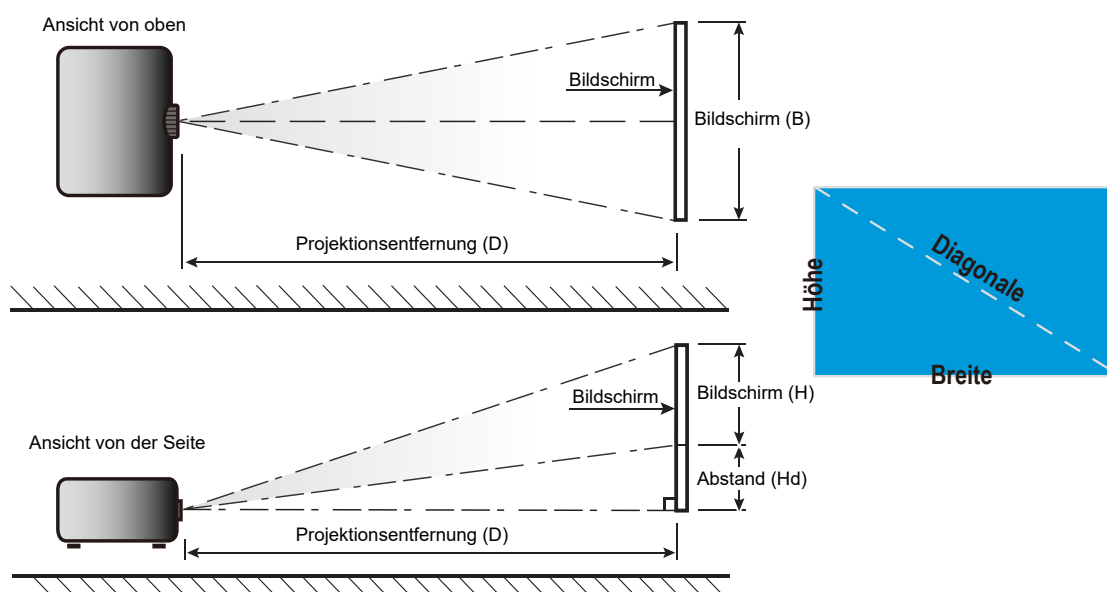 Ansicht von oben
Bildschirm
Bildschirm (B)
Projektionsentfernung (D)
Höhe
Diagonale
Breite
Bildschirm
Bildschirm (H)
Ansicht von der Seite
Abstand (Hd)
Projektionsentfernung (D)